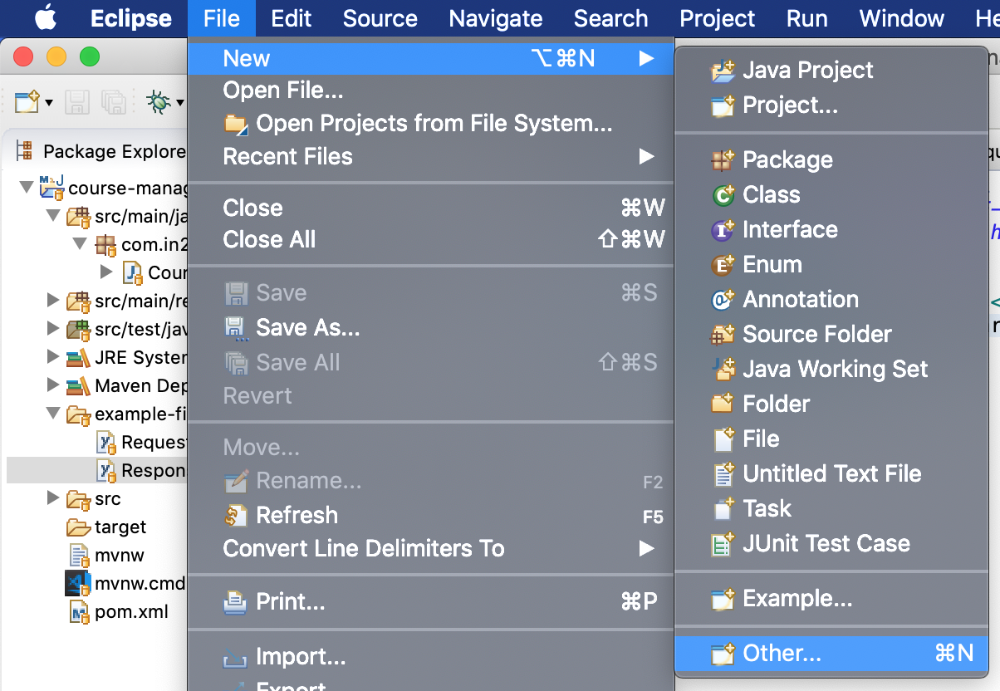 Eclipse File Edit Source Navigate Search Project Run Window
New ⌥⌘N
Open File...
Open Projects from File System...
Recent Files
Close ⌘W
Close All ⇧⌘W
Save ⌘S
Save As...
Save All ⇧⌘S
Revert
Move...
Rename... F2
Refresh F5
Convert Line Delimiters To
Print... ⌘P
Import...
Export
Java Project
Project...
Package
Class
Interface
Enum
Annotation
Source Folder
Java Working Set
Folder
File
Untitled Text File
Task
JUnit Test Case
Example...
Other... ⌘N
Package Explore
course-manag
src/main/ja
com.in2
Cour
src/main/re
src/test/jav
JRE System
Maven Dep
example-fi
Reques
Respon
src
target
mvnw
mvnw.cmd
pom.xml